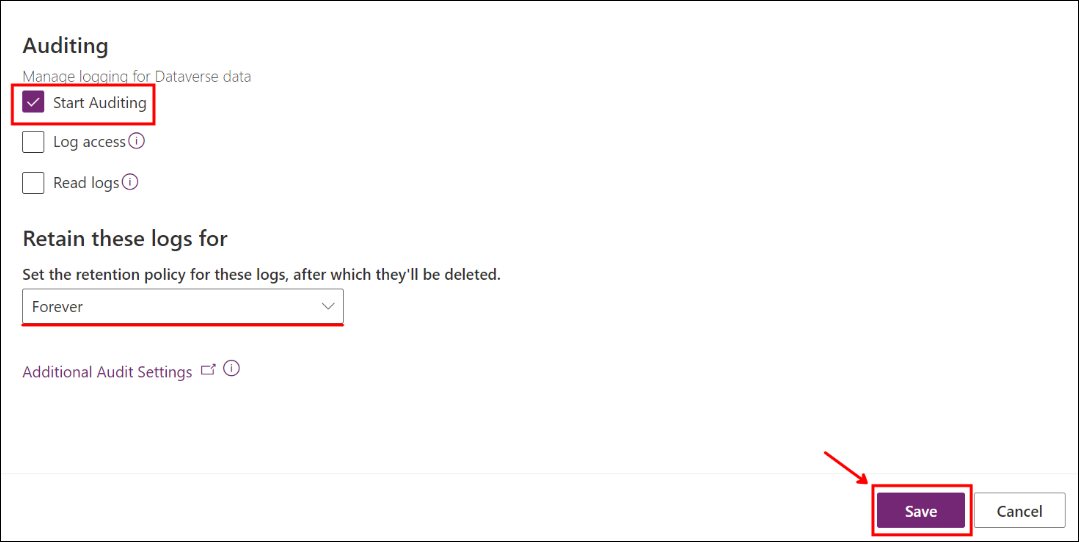 Auditing
Manage logging for Dataverse data
Start Auditing
Log access
Read logs
Retain these logs for
Set the retention policy for these logs, after which they'll be deleted.
Forever
Additional Audit Settings
Save Cancel